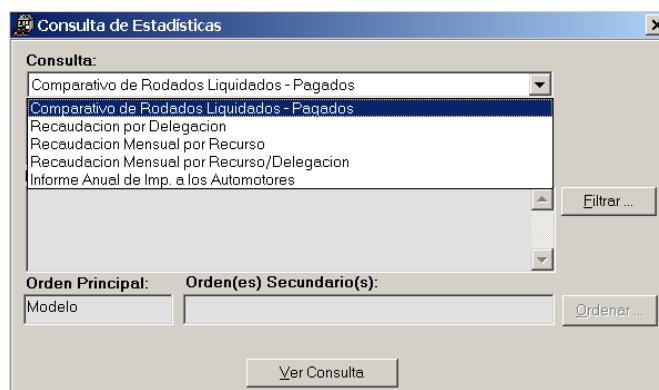 Consulta de Estadísticas
Consulta:
Comparativo de Rodados Liquidados - Pagados
Comparativo de Rodados Liquidados - Pagados
Recaudacion por Delegacion
Recaudacion Mensual por Recurso
Recaudacion Mensual por Recurso/Delegacion
Informe Anual de Imp. a los Automotores
Filtrar ...
Orden Principal: Orden(es) Secundario(s):
Modelo
Ordenar ...
Ver Consulta